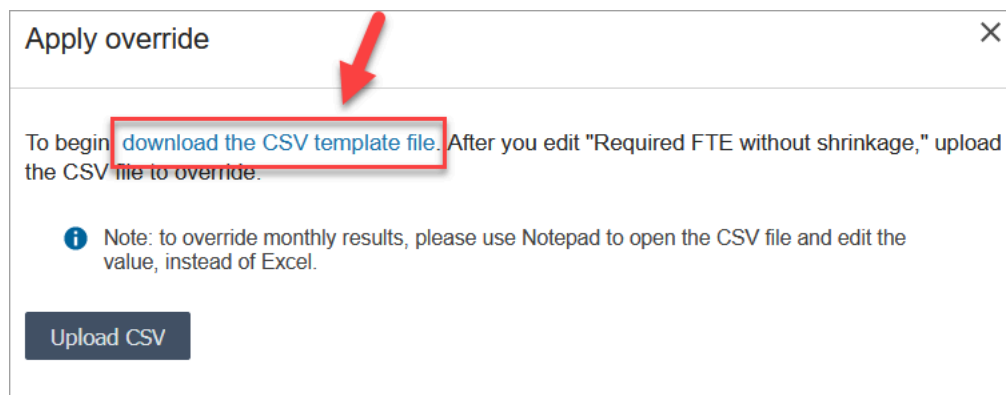 Apply override
To begin, download the CSV template file. After you edit "Required FTE without shrinkage," upload
the CSV file to override.
Note: to override monthly results, please use Notepad to open the CSV file and edit the
value, instead of Excel.
Upload CSV